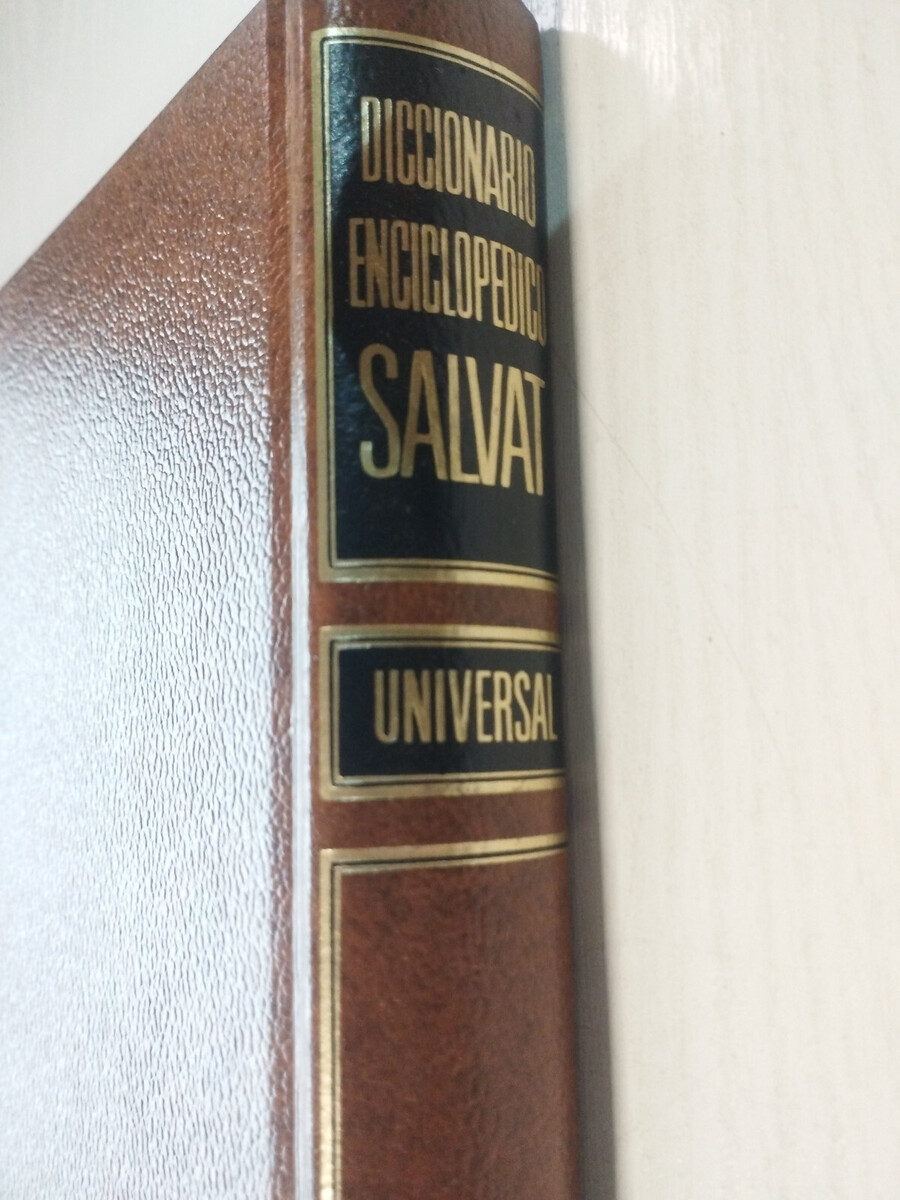 DICCIONARIO
ENCICLOPEDICO
SALVAT
UNIVERSAL